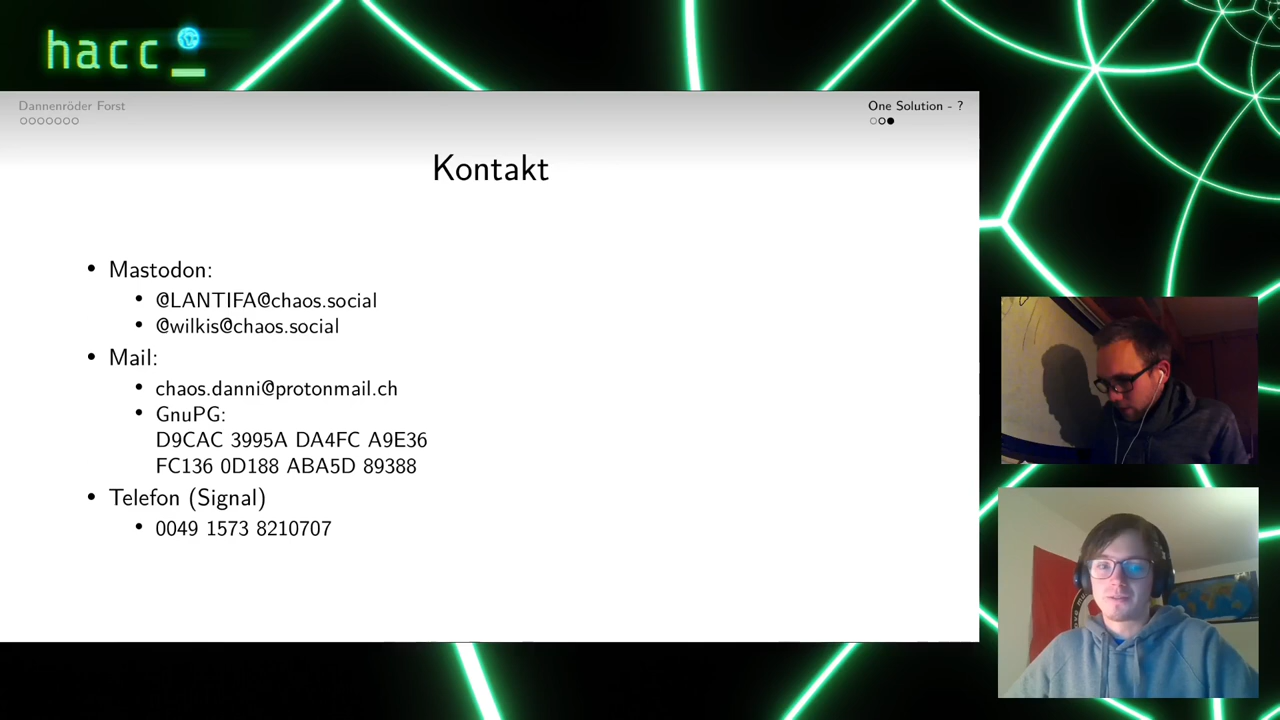 hacc_
Dannenröder Forst
One Solution - ?
Kontakt
• Mastodon:
• @LANTIFA@chaos.social
• @wilkis@chaos.social
• Mail:
• chaos.danni@protonmail.ch
• GnuPG:
D9CAC 3995A DA4FC A9E36
FC136 0D188 ABA5D 89388
• Telefon (Signal)
• 0049 1573 8210707